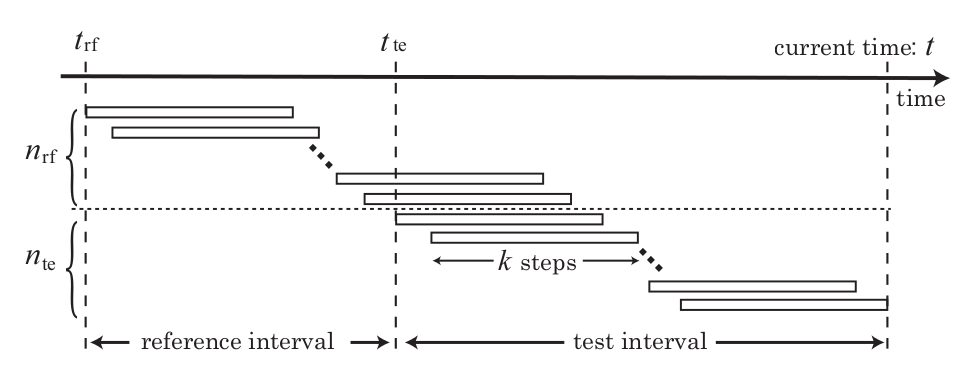 t_rf
t_te
current time: t
time
n_rf
n_te
k steps
reference interval
test interval